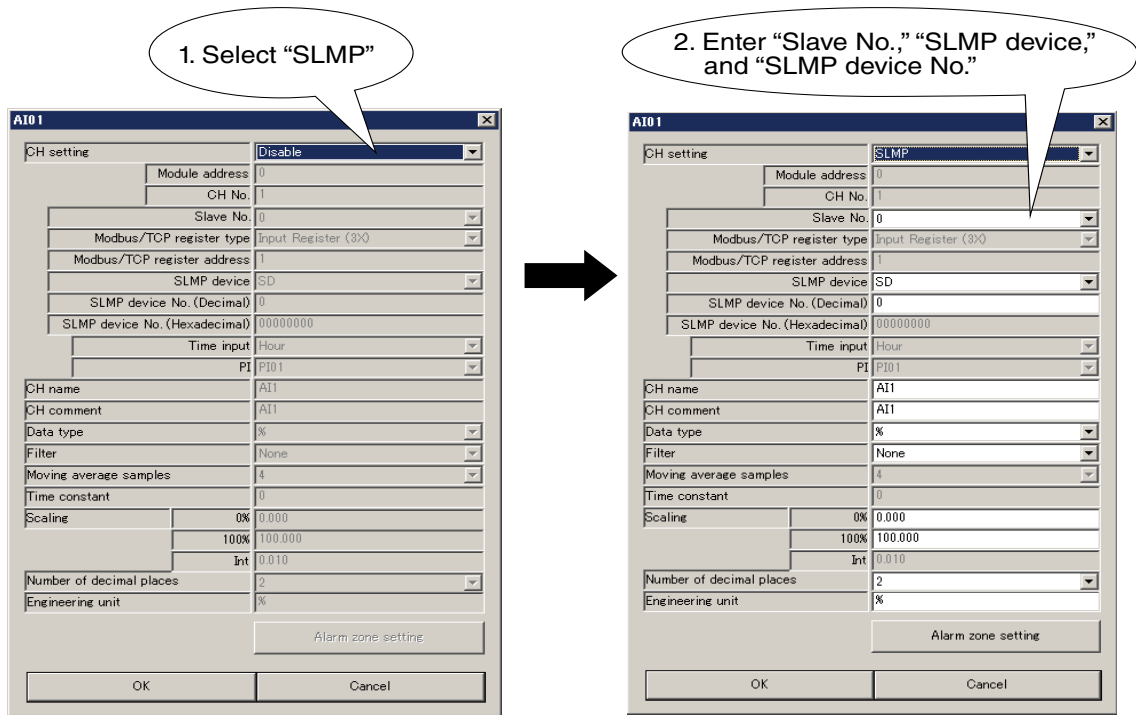 1. Select “SLMP”
2. Enter “Slave No.,” “SLMP device,”
and “SLMP device No.”
AI01
CH setting Disable
Module address 0
CH No. 1
Slave No. 0
Modbus/TCP register type Input Register (3X)
Modbus/TCP register address 1
SLMP device SD
SLMP device No. (Decimal) 0
SLMP device No. (Hexadecimal) 00000000
Time input Hour
PI PI01
CH name AI1
CH comment AI1
Data type %
Filter None
Moving average samples 4
Time constant 0
Scaling 0% 0.000
100% 100.000
Int 0.010
Number of decimal places 2
Engineering unit %
Alarm zone setting
OK Cancel
AI01
CH setting SLMP
Module address 0
CH No. 1
Slave No. 0
Modbus/TCP register type Input Register (3X)
Modbus/TCP register address 1
SLMP device SD
SLMP device No. (Decimal) 0
SLMP device No. (Hexadecimal) 00000000
Time input Hour
PI PI01
CH name AI1
CH comment AI1
Data type %
Filter None
Moving average samples 4
Time constant 0
Scaling 0% 0.000
100% 100.000
Int 0.010
Number of decimal places 2
Engineering unit %
Alarm zone setting
OK Cancel